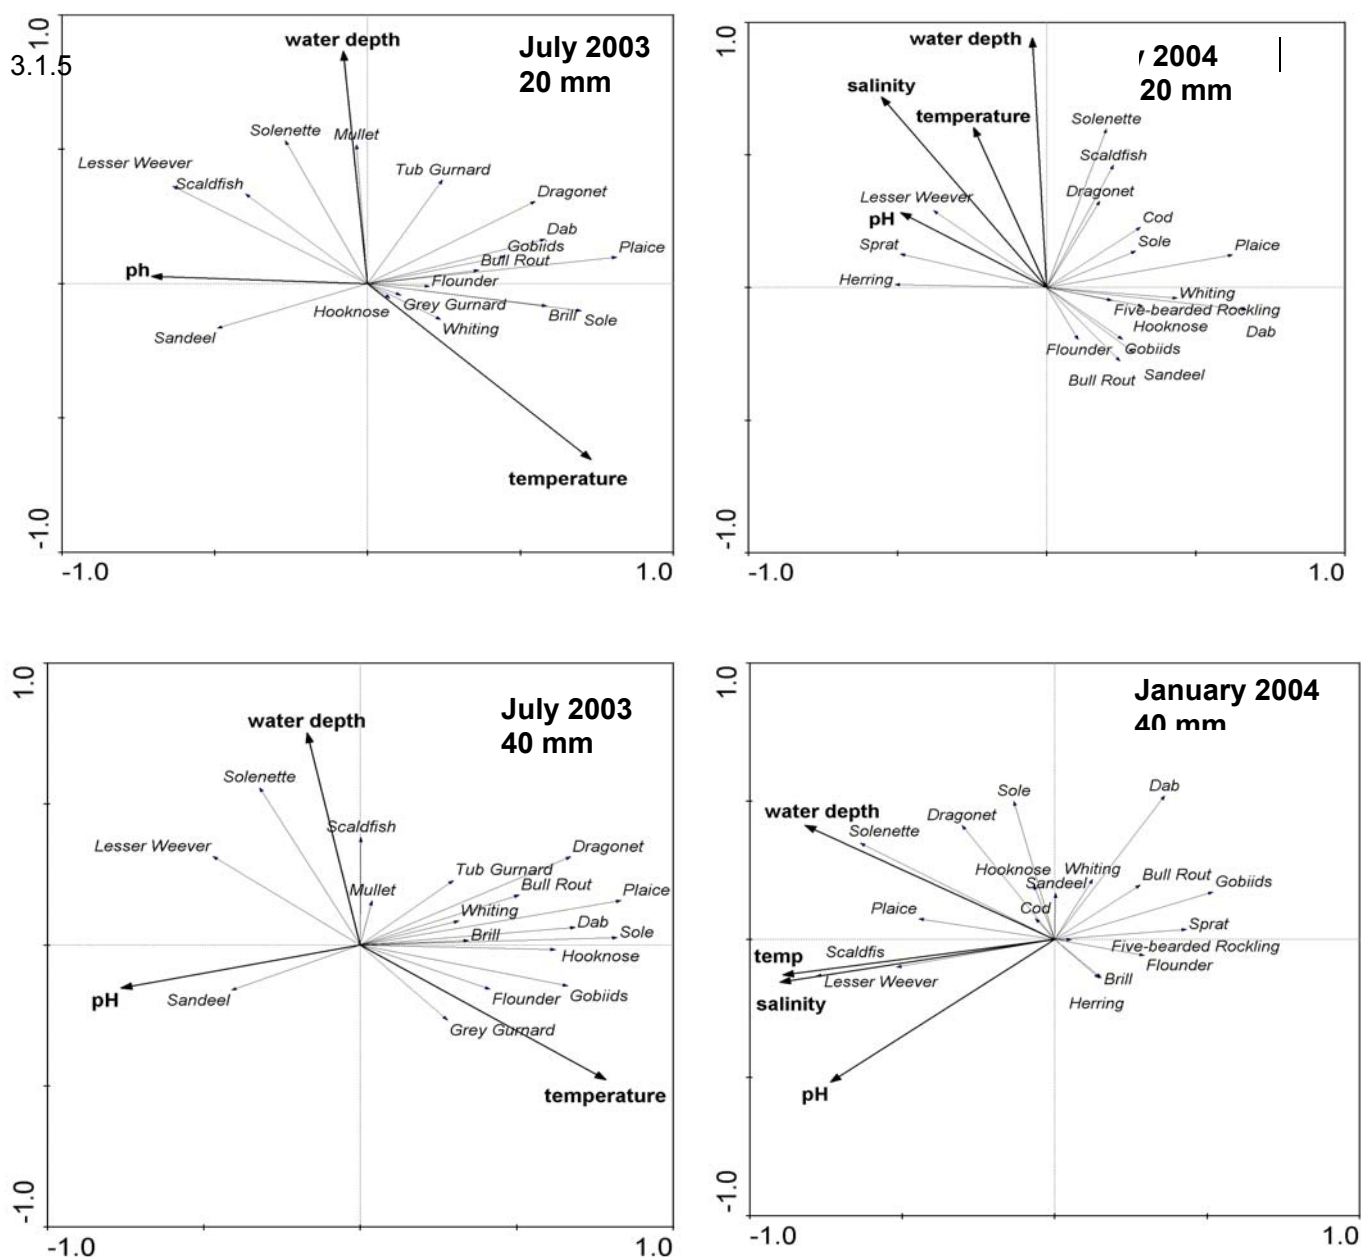 3.1.5
July 2003
20 mm
1.0
-1.0
-1.0
1.0
water depth
Solenette
Mullet
Lesser Weever
Scaldfish
Tub Gurnard
Dragonet
Dab
Gobiids
Plaice
Bull Rout
ph
Flounder
Grey Gurnard
Hooknose
Brill
Sole
Whiting
Sandeel
temperature
2004
20 mm
1.0
-1.0
-1.0
1.0
water depth
salinity
temperature
Solenette
Scaldfish
Dragonet
Lesser Weever
pH
Cod
Sprat
Sole
Plaice
Herring
Whiting
Five-bearded Rockling
Hooknose
Dab
Flounder
Gobiids
Bull Rout
Sandeel
July 2003
40 mm
1.0
-1.0
-1.0
1.0
water depth
Solenette
Scaldfish
Lesser Weever
Dragonet
Tub Gurnard
Bull Rout
Mullet
Plaice
Whiting
Dab
Brill
Sole
Hooknose
pH
Sandeel
Flounder
Gobiids
Grey Gurnard
temperature
January 2004
40 mm
1.0
-1.0
-1.0
1.0
Dab
Sole
water depth
Dragonet
Solenette
Hooknose
Whiting
Sandeel
Bull Rout
Gobiids
Plaice
Cod
Sprat
Five-bearded Rockling
temp
Scaldfis
Flounder
Lesser Weever
Brill
salinity
Herring
pH